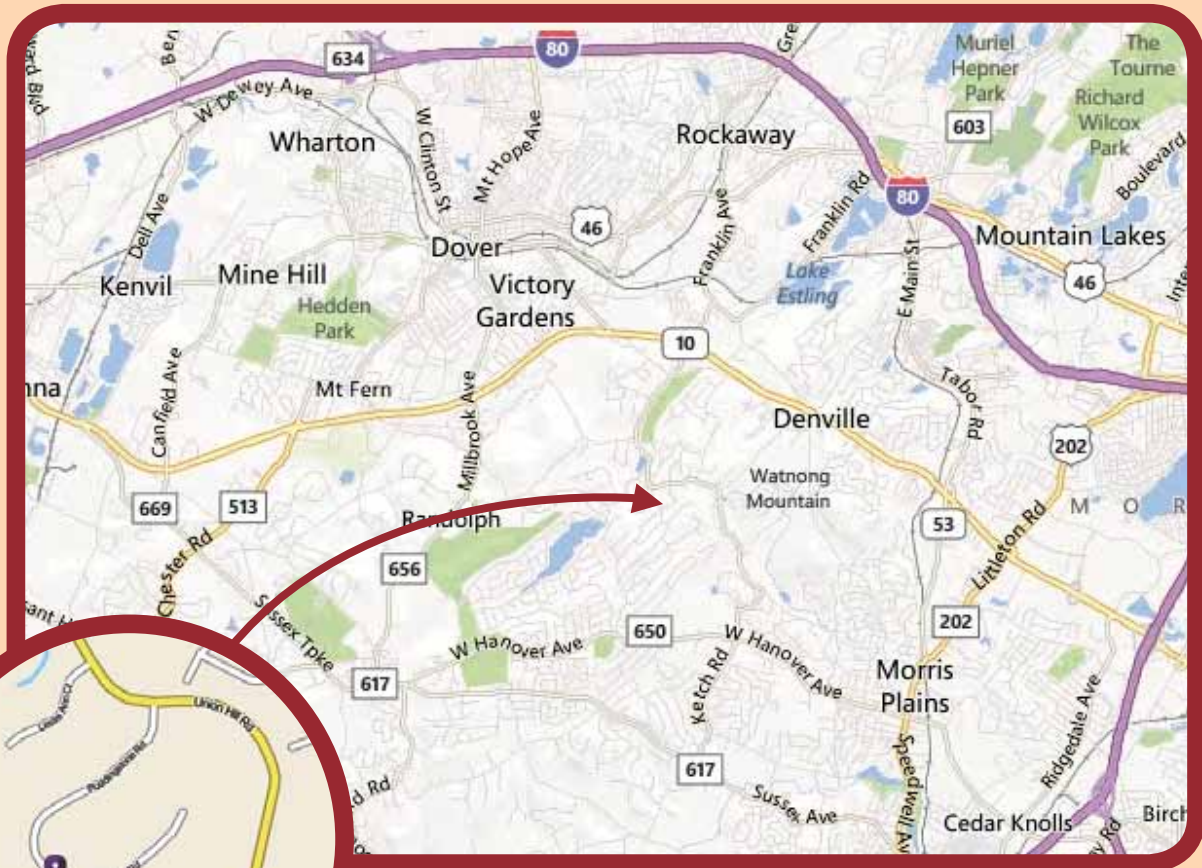 634
80
Muriel
Hepner
Park
The
Tourne
W Dewey Ave
Wharton
W Clinton St
Mt Hope Ave
Rockaway
603
Richard
Wilcox
Park
Boulevard
80
Franklin Rd
46
Dell Ave
Dover
Franklin Ave
Mountain Lakes
Kenvil
Mine Hill
Victory
Gardens
Lake
Estling
E Main St
46
Hedden
Park
10
Canfield Ave
Mt Fern
Millbrook Ave
Denville
Tabor Rd
202
Watnong
Mountain
669
513
Randolph
53
Littleton Rd
M O R
Chester Rd
656
Sussex Tpke
W Hanover Ave
650
W Hanover Ave
202
617
Ketch Rd
Morris
Plains
Union Hill Rd
617
Speedwell Av
Ridgedale Ave
Sussex Ave
Cedar Knolls
Birch
d Rd